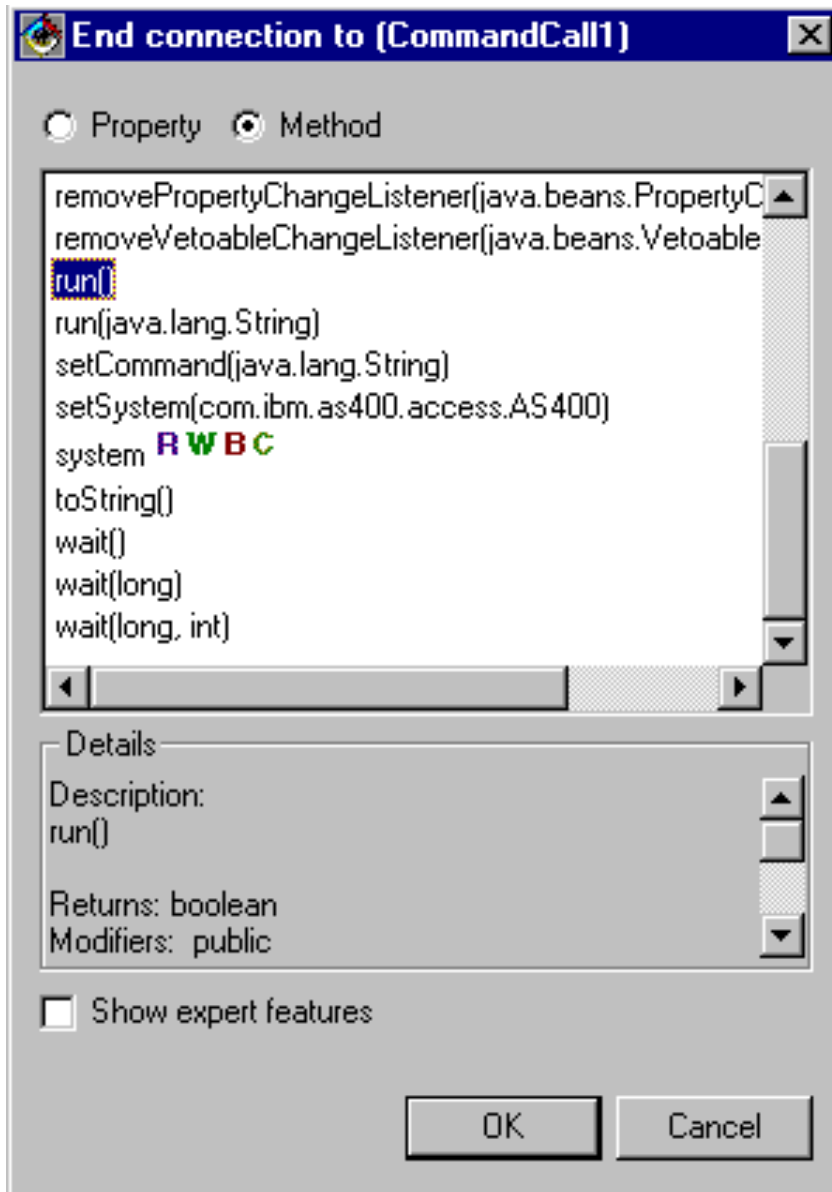 End connection to (CommandCall1)
Property Method
removePropertyChangeListener(java.beans.PropertyC
removeVetoableChangeListener(java.beans.Vetoable
run()
run(java.lang.String)
setCommand(java.lang.String)
setSystem(com.ibm.as400.access.AS400)
system R W B C
toString()
wait()
wait(long)
wait(long, int)
Details
Description:
run()
Returns: boolean
Modifiers: public
Show expert features
OK Cancel